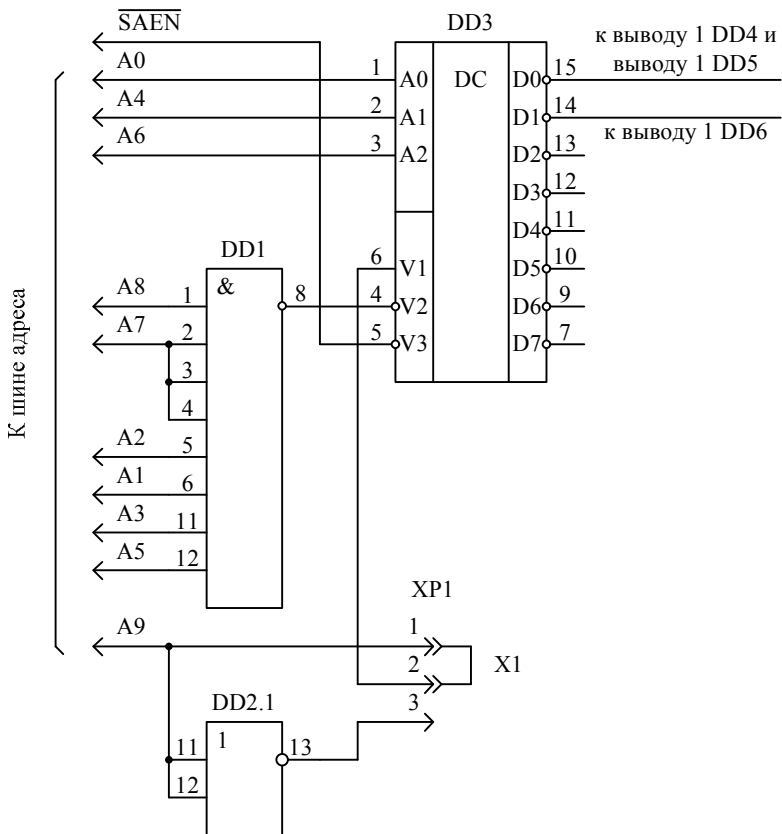 SAEN
DD3
к выводу 1 DD4 и
выводу 1 DD5
A0 1 A0 DC D0 15
A4 2 A1 D1 14
к выводу 1 DD6
A6 3 A2 D2 13
D3 12
D4 11
DD1
6 V1 D5 10
A8 1 & 8 4 V2 D6 9
A7 2 5 V3 D7 7
3
4
A2 5
A1 6
A3 11
A5 12
К шине адреса
XP1
A9 1
2 X1
DD2.1 3
11 1 13
12